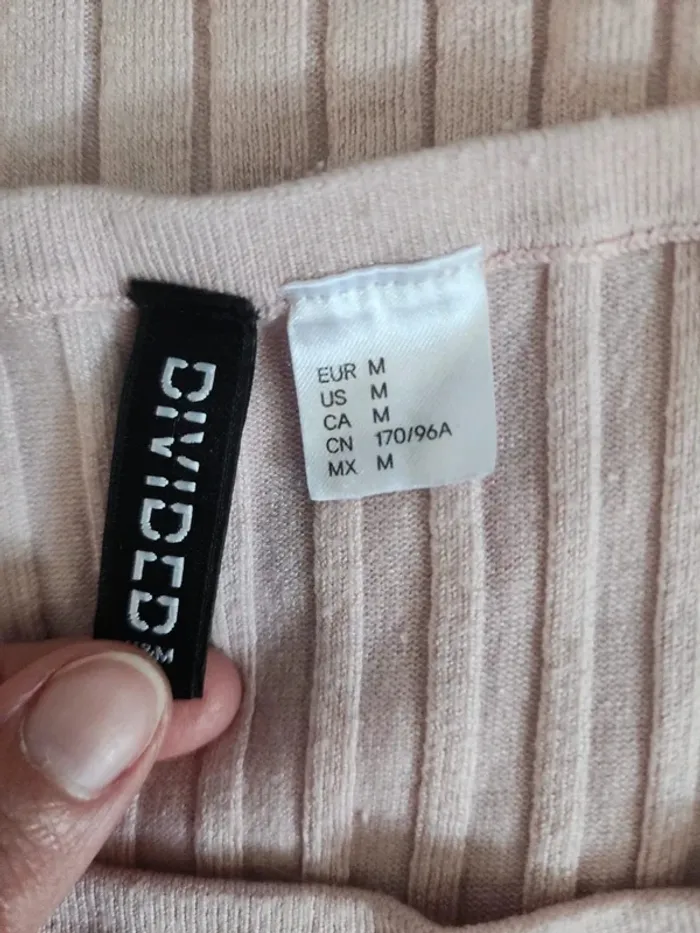 DIVIDED
H&M
EUR M
US M
CA M
CN 170/96A
MX M